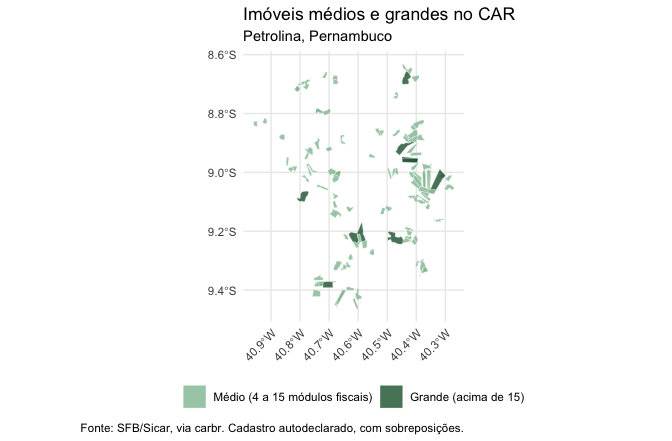 Imóveis médios e grandes no CAR
Petrolina, Pernambuco
8.6°S
8.8°S
9.0°S
9.2°S
9.4°S
40.9°W
40.8°W
40.7°W
40.6°W
40.5°W
40.4°W
40.3°W
Médio (4 a 15 módulos fiscais)
Grande (acima de 15)
Fonte: SFB/Sicar, via carbr. Cadastro autodeclarado, com sobreposições.